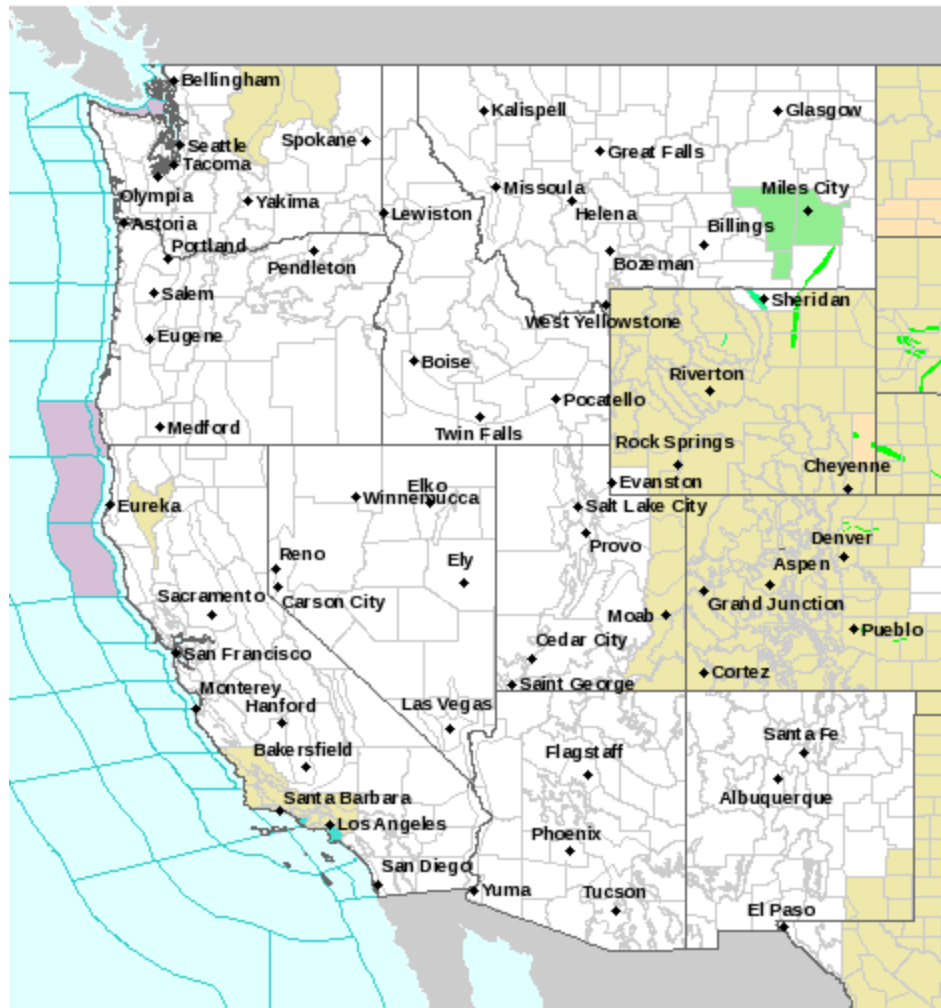 Bellingham
Kalispell
Glasgow
Seattle
Spokane
Great Falls
Tacoma
Olympia
Missoula
Miles City
Yakima
Lewiston
Helena
Astoria
Billings
Portland
Pendleton
Bozeman
Salem
Sheridan
West Yellowstone
Eugene
Boise
Riverton
Pocatello
Medford
Twin Falls
Rock Springs
Cheyenne
Evanston
Elko
Winnemucca
Eureka
Salt Lake City
Provo
Denver
Reno
Ely
Aspen
Carson City
Grand Junction
Sacramento
Moab
Pueblo
Cedar City
San Francisco
Cortez
Saint George
Monterey
Hanford
Las Vegas
Bakersfield
Flagstaff
Santa Fe
Santa Barbara
Albuquerque
Los Angeles
Phoenix
San Diego
Yuma
Tucson
El Paso